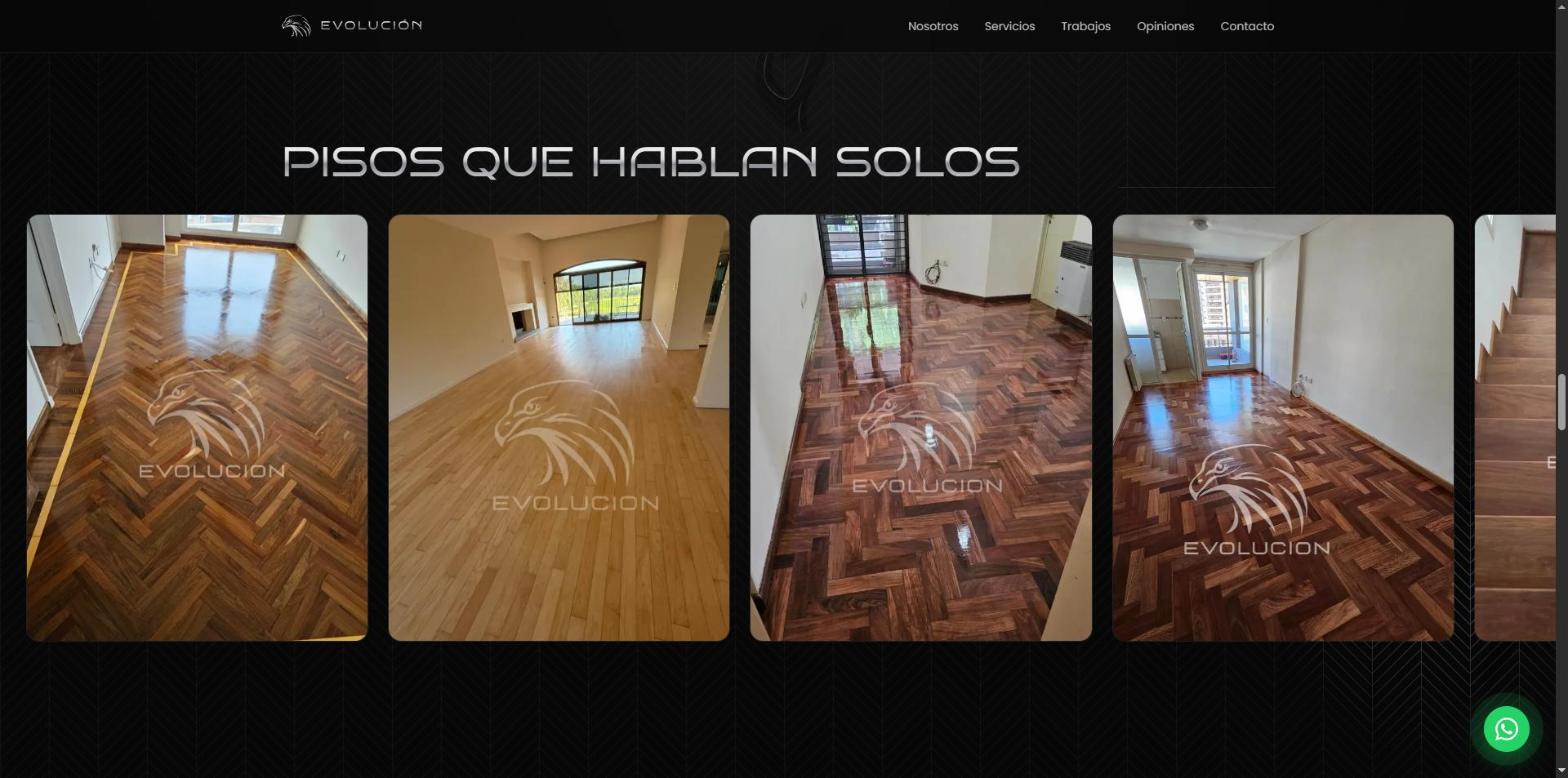 EVOLUCIÓN
Nosotros Servicios Trabajos Opiniones Contacto
PISOS QUE HABLAN SOLOS
EVOLUCION
EVOLUCION
EVOLUCION
EVOLUCION